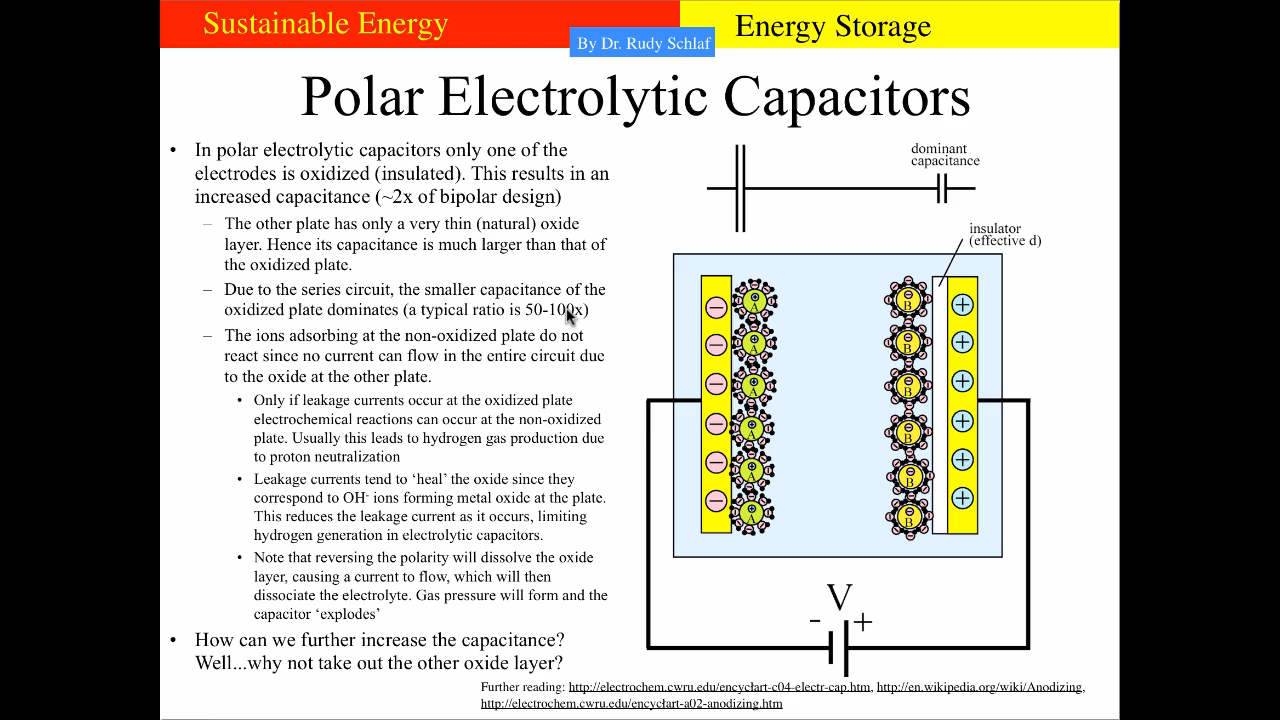 Sustainable Energy
Energy Storage
By Dr. Rudy Schlaf
Polar Electrolytic Capacitors
• In polar electrolytic capacitors only one of the
electrodes is oxidized (insulated). This results in an
increased capacitance (~2x of bipolar design)
– The other plate has only a very thin (natural) oxide
layer. Hence its capacitance is much larger than that of
the oxidized plate.
– Due to the series circuit, the smaller capacitance of the
oxidized plate dominates (a typical ratio is 50-100x)
– The ions adsorbing at the non-oxidized plate do not
react since no current can flow in the entire circuit due
to the oxide at the other plate.
• Only if leakage currents occur at the oxidized plate
electrochemical reactions can occur at the non-oxidized
plate. Usually this leads to hydrogen gas production due
to proton neutralization
• Leakage currents tend to ‘heal’ the oxide since they
correspond to OH- ions forming metal oxide at the plate.
This reduces the leakage current as it occurs, limiting
hydrogen generation in electrolytic capacitors.
• Note that reversing the polarity will dissolve the oxide
layer, causing a current to flow, which will then
dissociate the electrolyte. Gas pressure will form and the
capacitor ‘explodes’
• How can we further increase the capacitance?
Well...why not take out the other oxide layer?
dominant
capacitance
insulator
(effective d)
− A B +
− A B +
− A B +
− A B +
− A B +
− A B +
V
- +
Further reading: http://electrochem.cwru.edu/encycl/art-c04-electr-cap.htm, http://en.wikipedia.org/wiki/Anodizing,
http://electrochem.cwru.edu/encycl/art-a02-anodizing.htm